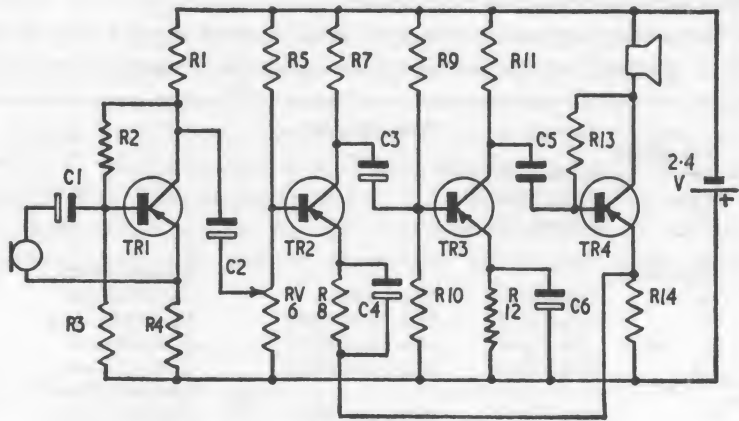 R1
R5
R7
R9
R11
R2
C3
C5
R13
C1
2.4
V
+
TR1
TR2
TR3
TR4
C2
R3
R4
RV
6
R
8
C4
R10
R
12
C6
R14